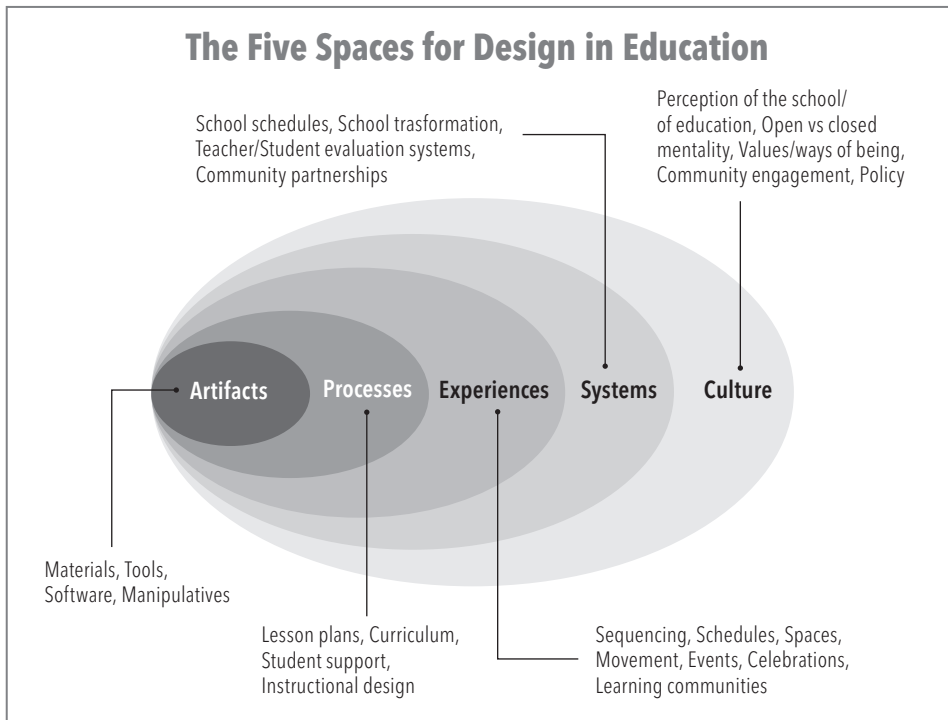 The Five Spaces for Design in Education
School schedules, School trasformation,
Teacher/Student evaluation systems,
Community partnerships
Perception of the school/
of education, Open vs closed
mentality, Values/ways of being,
Community engagement, Policy
Artifacts
Processes
Experiences
Systems
Culture
Materials, Tools,
Software, Manipulatives
Lesson plans, Curriculum,
Student support,
Instructional design
Sequencing, Schedules, Spaces,
Movement, Events, Celebrations,
Learning communities